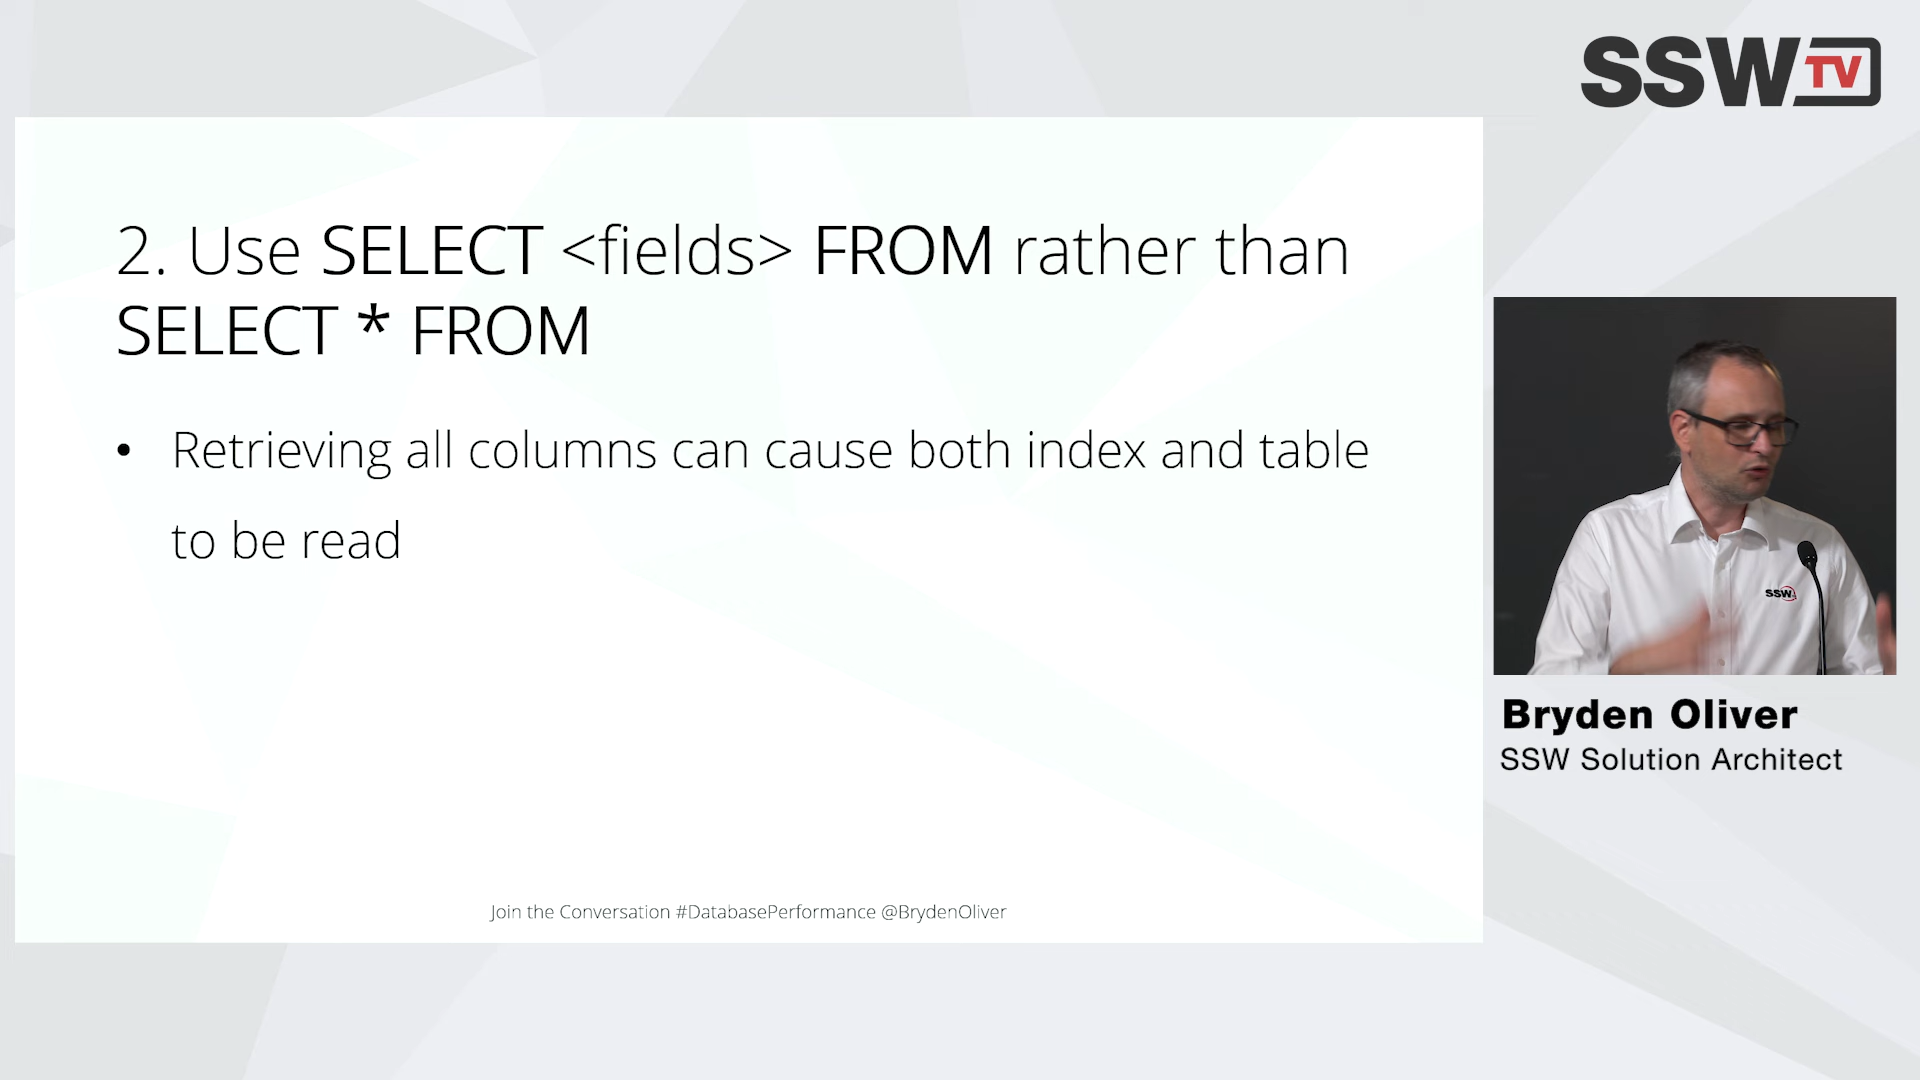 SSW TV
2. Use SELECT <fields> FROM rather than
SELECT * FROM
• Retrieving all columns can cause both index and table
to be read
Join the Conversation #DatabasePerformance @BrydenOliver
SSW
Bryden Oliver
SSW Solution Architect